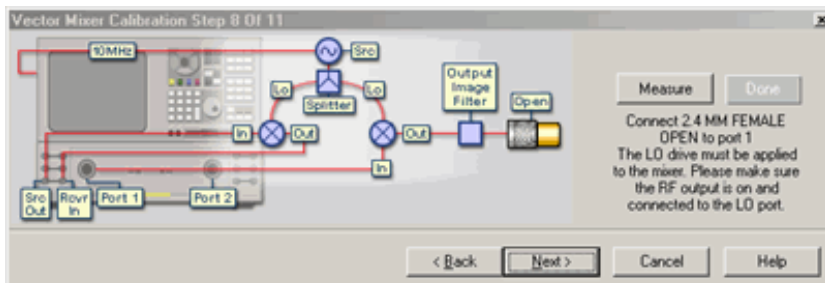 Vector Mixer Calibration Step 8 Of 11
10MHz
Src
Lo
Splitter
Lo
Output
Image
Filter
Open
In
Out
Out
In
Src
Out
Rcvr
In
Port 1
Port 2
Measure
Done
Connect 2.4 MM FEMALE
OPEN to port 1
The LO drive must be applied
to the mixer. Please make sure
the RF output is on and
connected to the LO port.
< Back
Next >
Cancel
Help